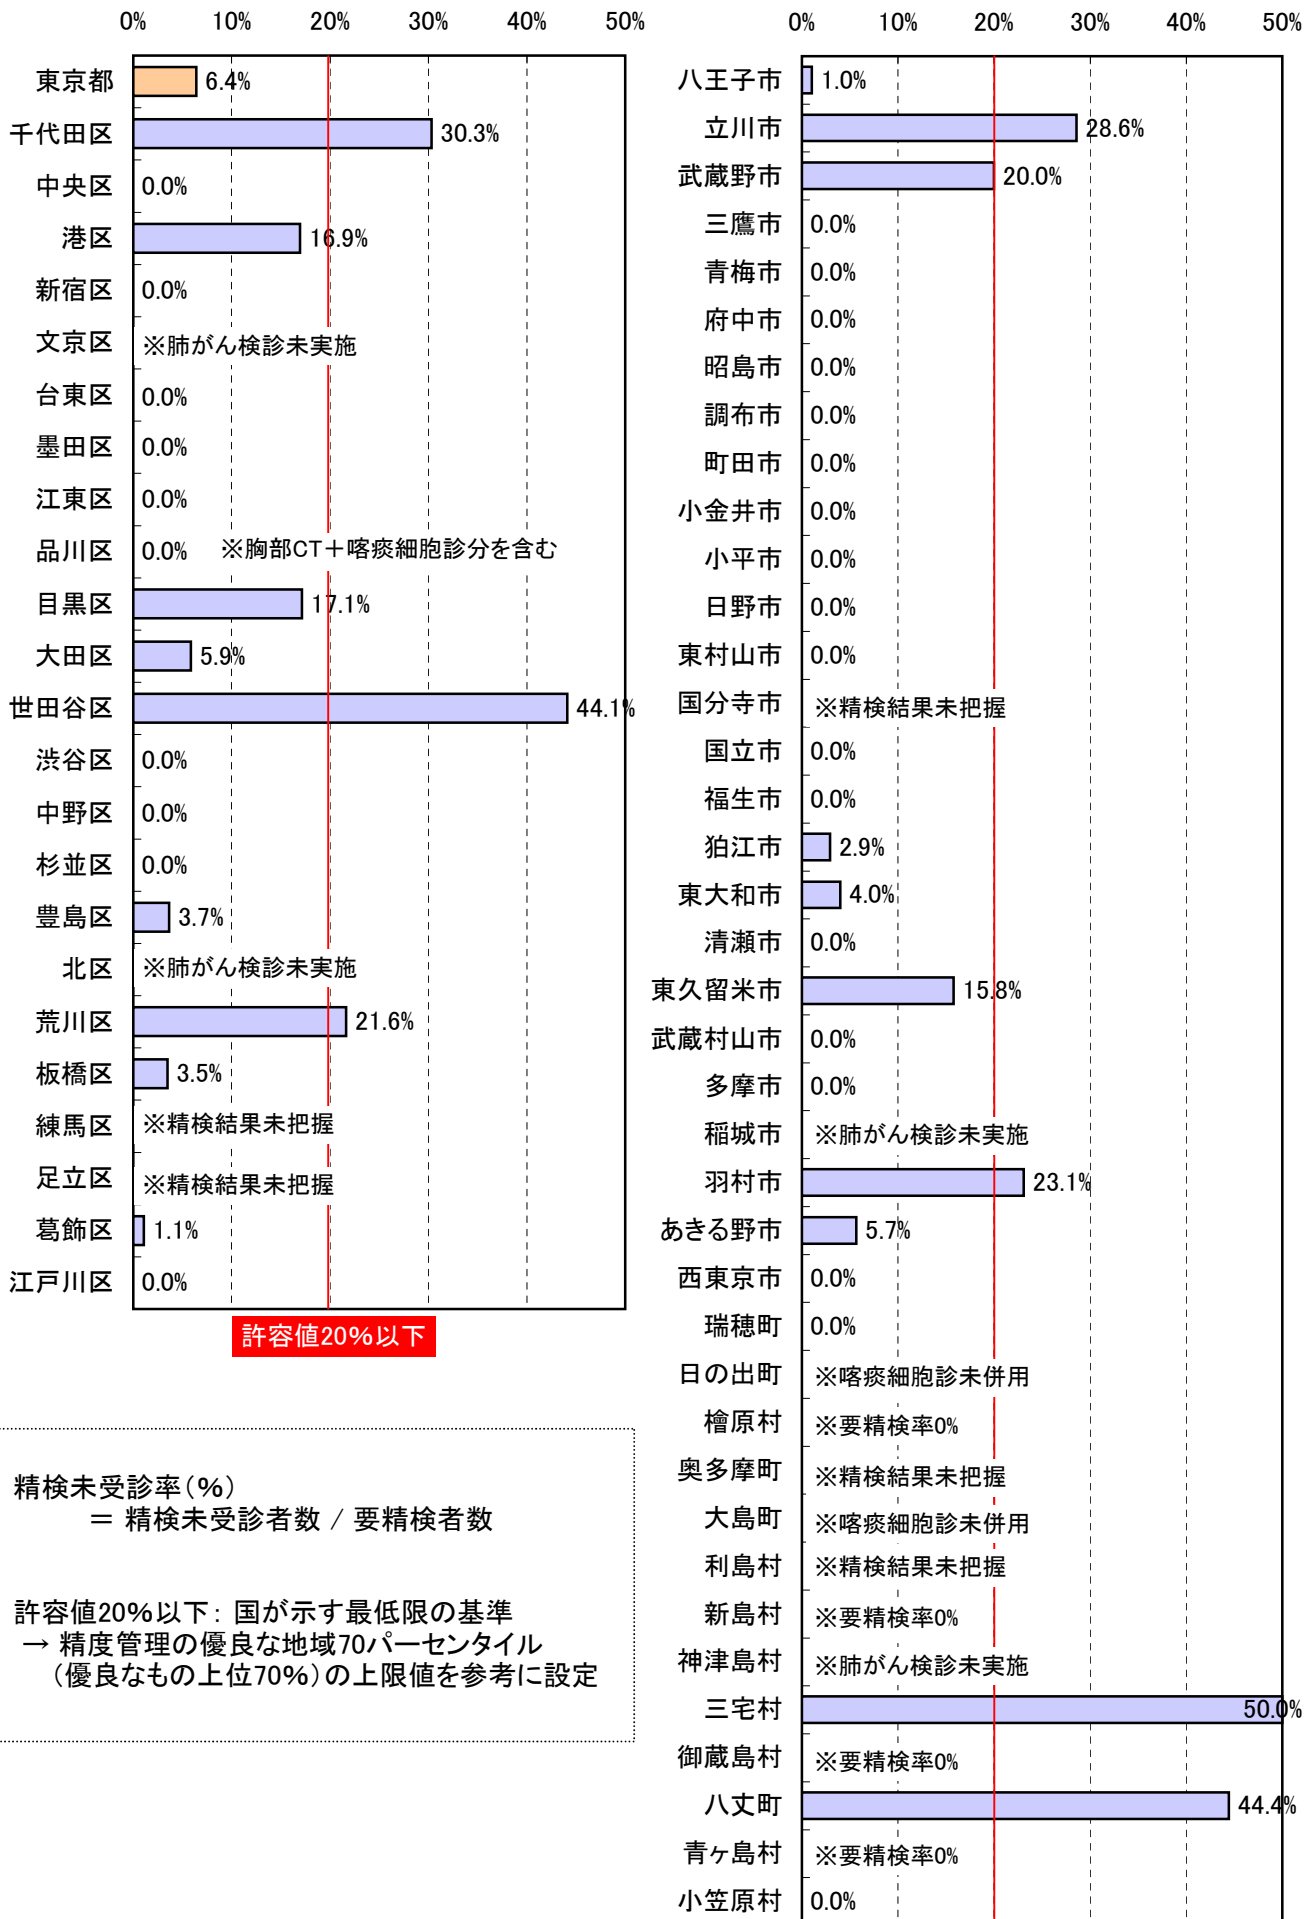 0% 10% 20% 30% 40% 50%
東京都 6.4%
千代田区 30.3%
中央区 0.0%
港区 16.9%
新宿区 0.0%
文京区 ※肺がん検診未実施
台東区 0.0%
墨田区 0.0%
江東区 0.0%
品川区 0.0% ※胸部CT＋喀痰細胞診分を含む
目黒区 17.1%
大田区 5.9%
世田谷区 44.1%
渋谷区 0.0%
中野区 0.0%
杉並区 0.0%
豊島区 3.7%
北区 ※肺がん検診未実施
荒川区 21.6%
板橋区 3.5%
練馬区 ※精検結果未把握
足立区 ※精検結果未把握
葛飾区 1.1%
江戸川区 0.0%
許容値20%以下
精検未受診率（%）
＝ 精検未受診者数 / 要精検者数
許容値20%以下： 国が示す最低限の基準
→ 精度管理の優良な地域70パーセンタイル
（優良なもの上位70%）の上限値を参考に設定
0% 10% 20% 30% 40% 50%
八王子市 1.0%
立川市 28.6%
武蔵野市 20.0%
三鷹市 0.0%
青梅市 0.0%
府中市 0.0%
昭島市 0.0%
調布市 0.0%
町田市 0.0%
小金井市 0.0%
小平市 0.0%
日野市 0.0%
東村山市 0.0%
国分寺市 ※精検結果未把握
国立市 0.0%
福生市 0.0%
狛江市 2.9%
東大和市 4.0%
清瀬市 0.0%
東久留米市 15.8%
武蔵村山市 0.0%
多摩市 0.0%
稲城市 ※肺がん検診未実施
羽村市 23.1%
あきる野市 5.7%
西東京市 0.0%
瑞穂町 0.0%
日の出町 ※喀痰細胞診未併用
檜原村 ※要精検率0%
奥多摩町 ※精検結果未把握
大島町 ※喀痰細胞診未併用
利島村 ※精検結果未把握
新島村 ※要精検率0%
神津島村 ※肺がん検診未実施
三宅村 50.0%
御蔵島村 ※要精検率0%
八丈町 44.4%
青ヶ島村 ※要精検率0%
小笠原村 0.0%